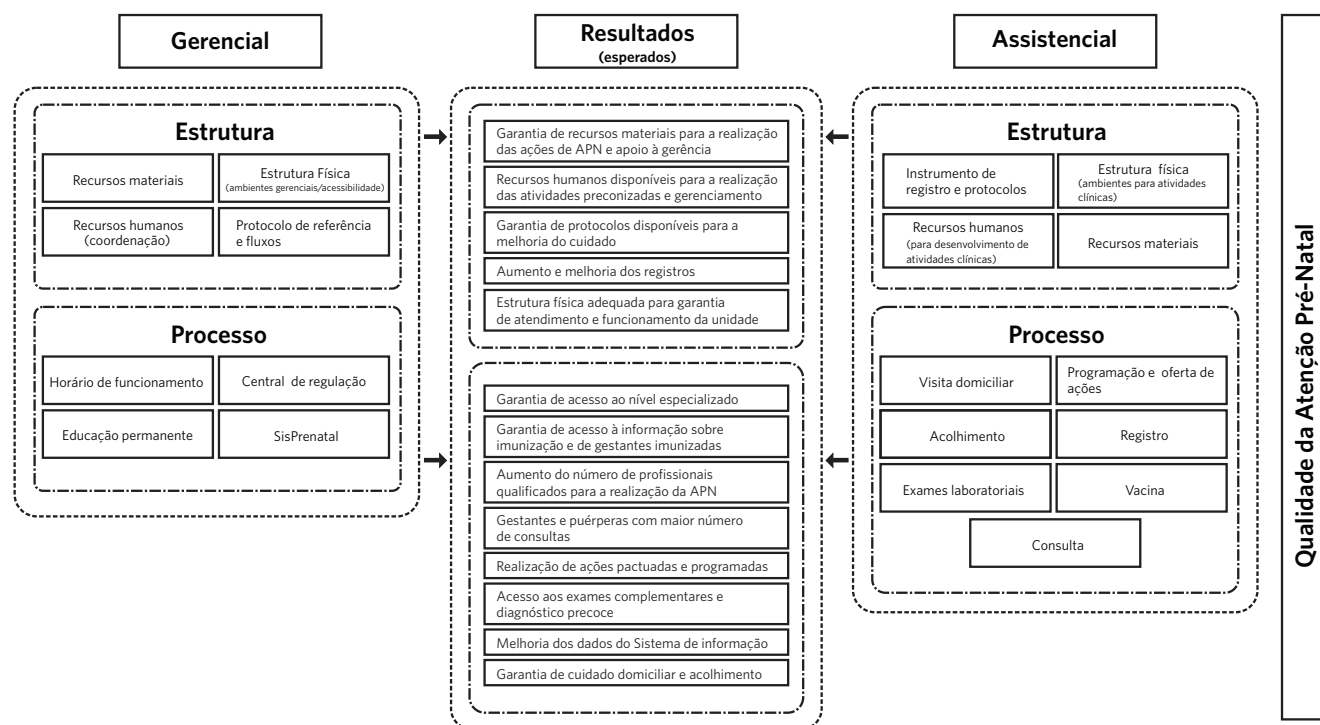 Gerencial
Estrutura
Recursos materiais
Estrutura Física
(ambientes gerenciais/acessibilidade)
Recursos humanos
(coordenação)
Protocolo de referência
e fluxos
Processo
Horário de funcionamento
Central de regulação
Educação permanente
SisPrenatal
Resultados
(esperados)
Garantia de recursos materiais para a realização
das ações de APN e apoio à gerência
Recursos humanos disponíveis para a realização
das atividades preconizadas e gerenciamento
Garantia de protocolos disponíveis para a
melhoria do cuidado
Aumento e melhoria dos registros
Estrutura física adequada para garantia
de atendimento e funcionamento da unidade
Garantia de acesso ao nível especializado
Garantia de acesso à informação sobre
imunização e de gestantes imunizadas
Aumento do número de profissionais
qualificados para a realização da APN
Gestantes e puérperas com maior número
de consultas
Realização de ações pactuadas e programadas
Acesso aos exames complementares e
diagnóstico precoce
Melhoria dos dados do Sistema de informação
Garantia de cuidado domiciliar e acolhimento
Assistencial
Estrutura
Instrumento de
registro e protocolos
Estrutura física
(ambientes para atividades
clínicas)
Recursos humanos
(para desenvolvimento de
atividades clínicas)
Recursos materiais
Processo
Visita domiciliar
Programação e oferta de
ações
Acolhimento
Registro
Exames laboratoriais
Vacina
Consulta
Qualidade da Atenção Pré-Natal